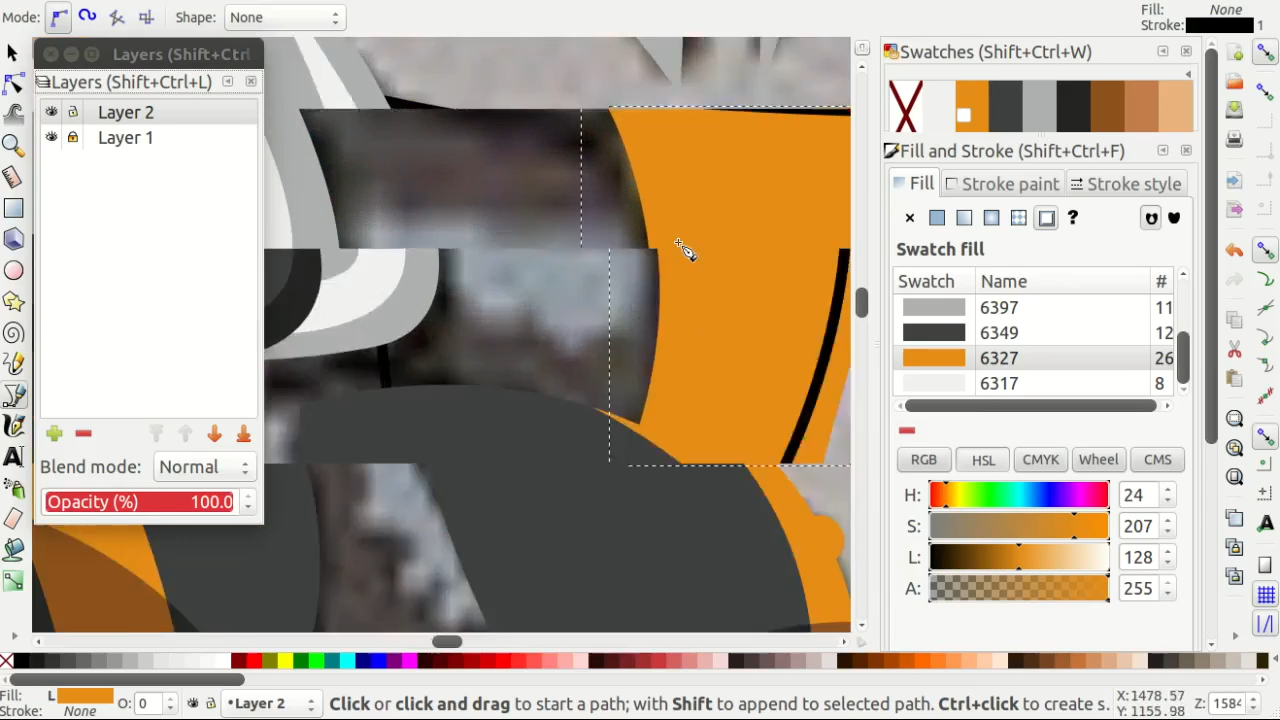 Mode:
Shape: None
Fill: None
Stroke: 1
Layers (Shift+Ctrl
Layers (Shift+Ctrl+L)
Layer 2
Layer 1
Blend mode: Normal
Opacity (%) 100.0
Swatches (Shift+Ctrl+W)
Fill and Stroke (Shift+Ctrl+F)
Fill Stroke paint Stroke style
?
Swatch fill
Swatch Name #
6397 11
6349 12
6327 26
6317 8
RGB HSL CMYK Wheel CMS
H: 24
S: 207
L: 128
A: 255
Fill: L O: 0 •Layer 2 Click or click and drag to start a path; with Shift to append to selected path. Ctrl+click to create s. X:1478.57 Z: 1584
Stroke: None Y:1155.98